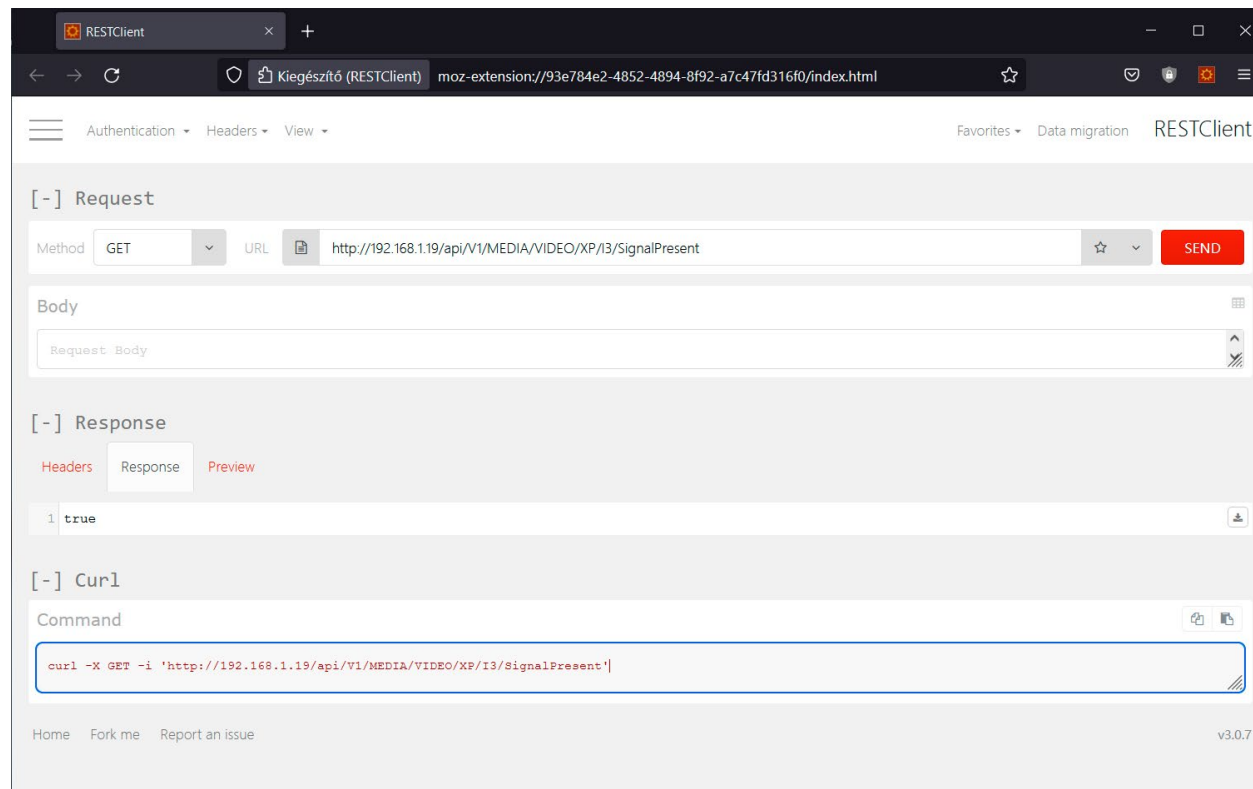 RESTClient
Kiegészítő (RESTClient) moz-extension://93e784e2-4852-4894-8f92-a7c47fd316f0/index.html
Authentication Headers View Favorites Data migration RESTClient
[-] Request
Method GET URL http://192.168.1.19/api/V1/MEDIA/VIDEO/XP/I3/SignalPresent SEND
Body
Request Body
[-] Response
Headers Response Preview
1 true
[-] Curl
Command
curl -X GET -i 'http://192.168.1.19/api/V1/MEDIA/VIDEO/XP/I3/SignalPresent'
Home Fork me Report an issue v3.0.7